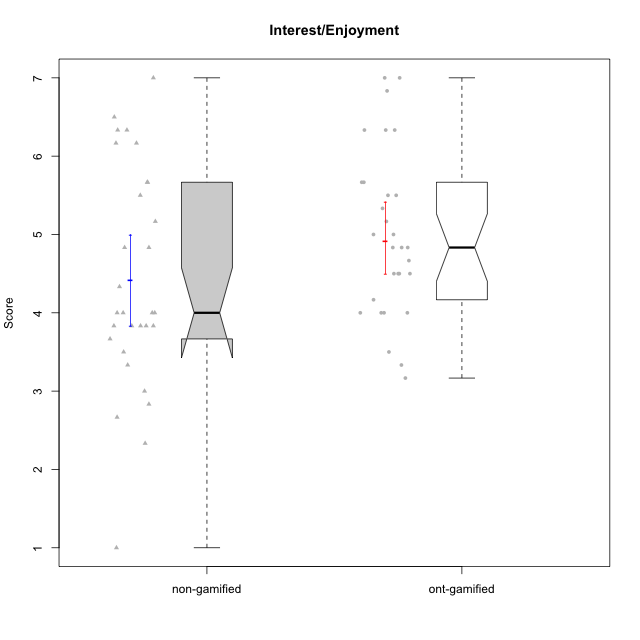 Interest/Enjoyment
7
6
5
4
3
2
1
Score
non-gamified
ont-gamified